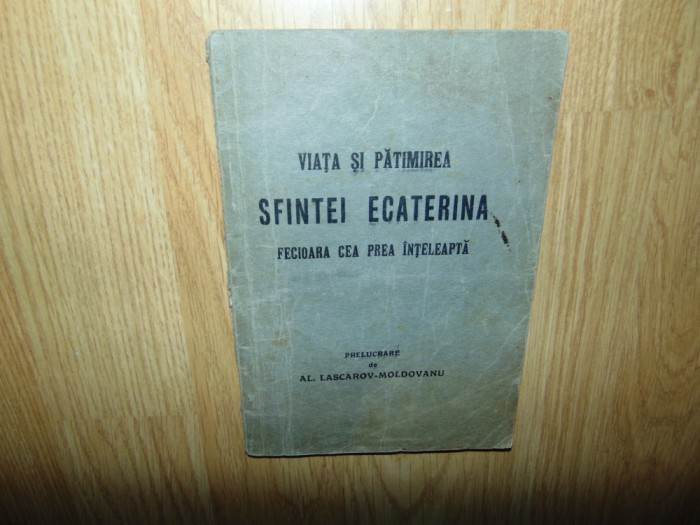 VIAȚA ȘI PĂTIMIREA
SFINTEI ECATERINA
FECIOARA CEA PREA ÎNȚELEAPTĂ
PRELUCRARE
de
AL. LASCAROV-MOLDOVANU